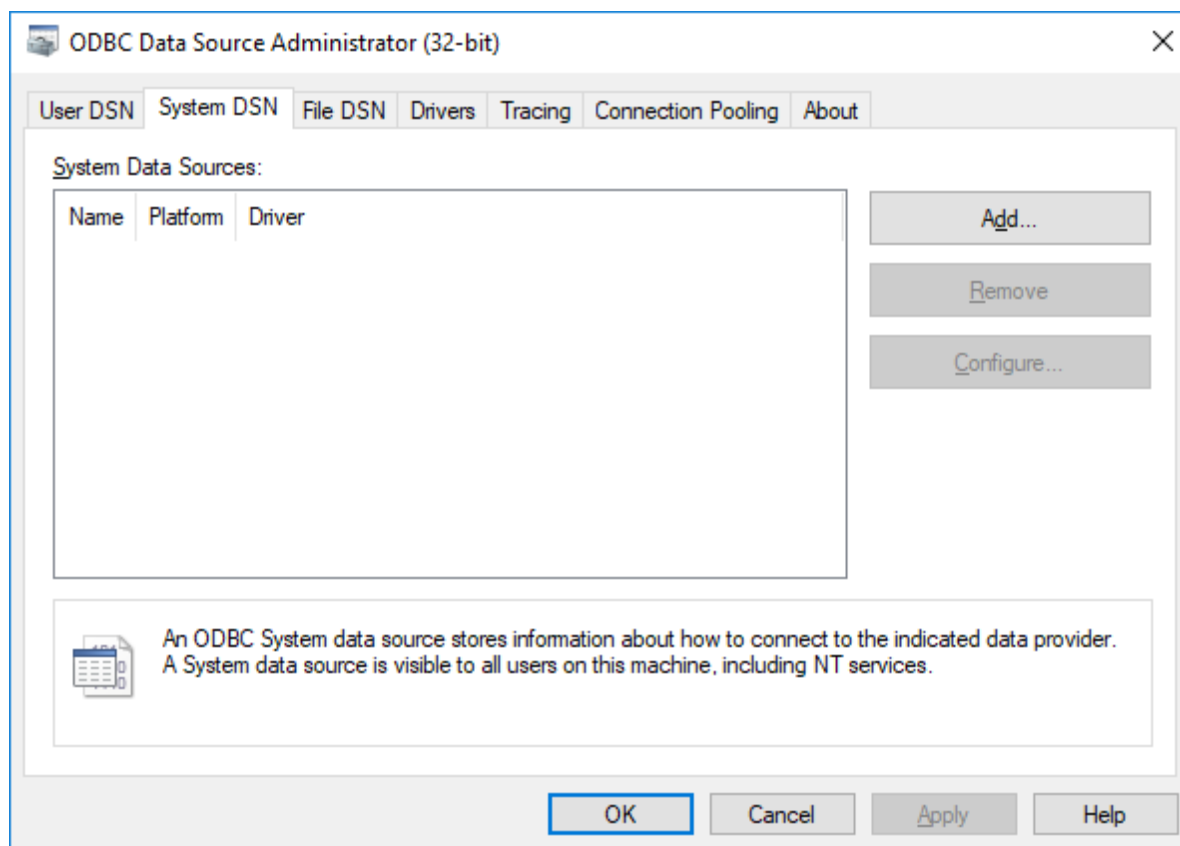 ODBC Data Source Administrator (32-bit)
User DSN System DSN File DSN Drivers Tracing Connection Pooling About
System Data Sources:
Name Platform Driver
Add...
Remove
Configure...
An ODBC System data source stores information about how to connect to the indicated data provider.
A System data source is visible to all users on this machine, including NT services.
OK Cancel Apply Help